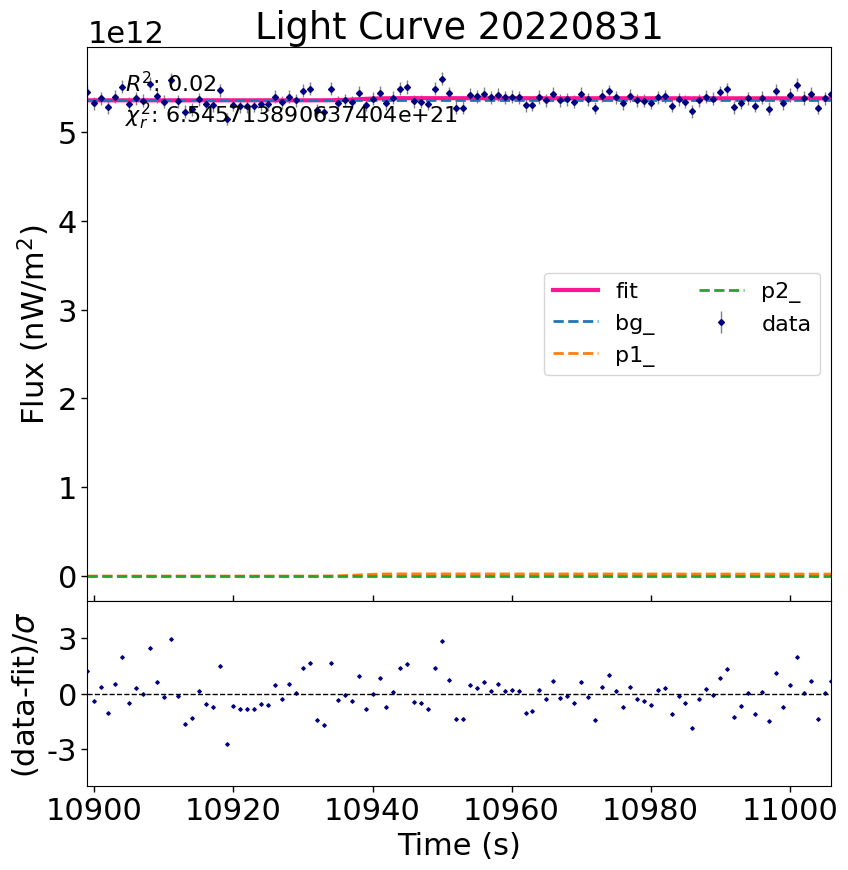 Light Curve 20220831
1e12
R²: 0.02
χ²ᵣ: 6.545713890637404e+21
Flux (nW/m²)
5
4
3
2
1
0
fit
bg_
p1_
p2_
data
(data-fit)/σ
3
0
-3
10900 10920 10940 10960 10980 11000
Time (s)